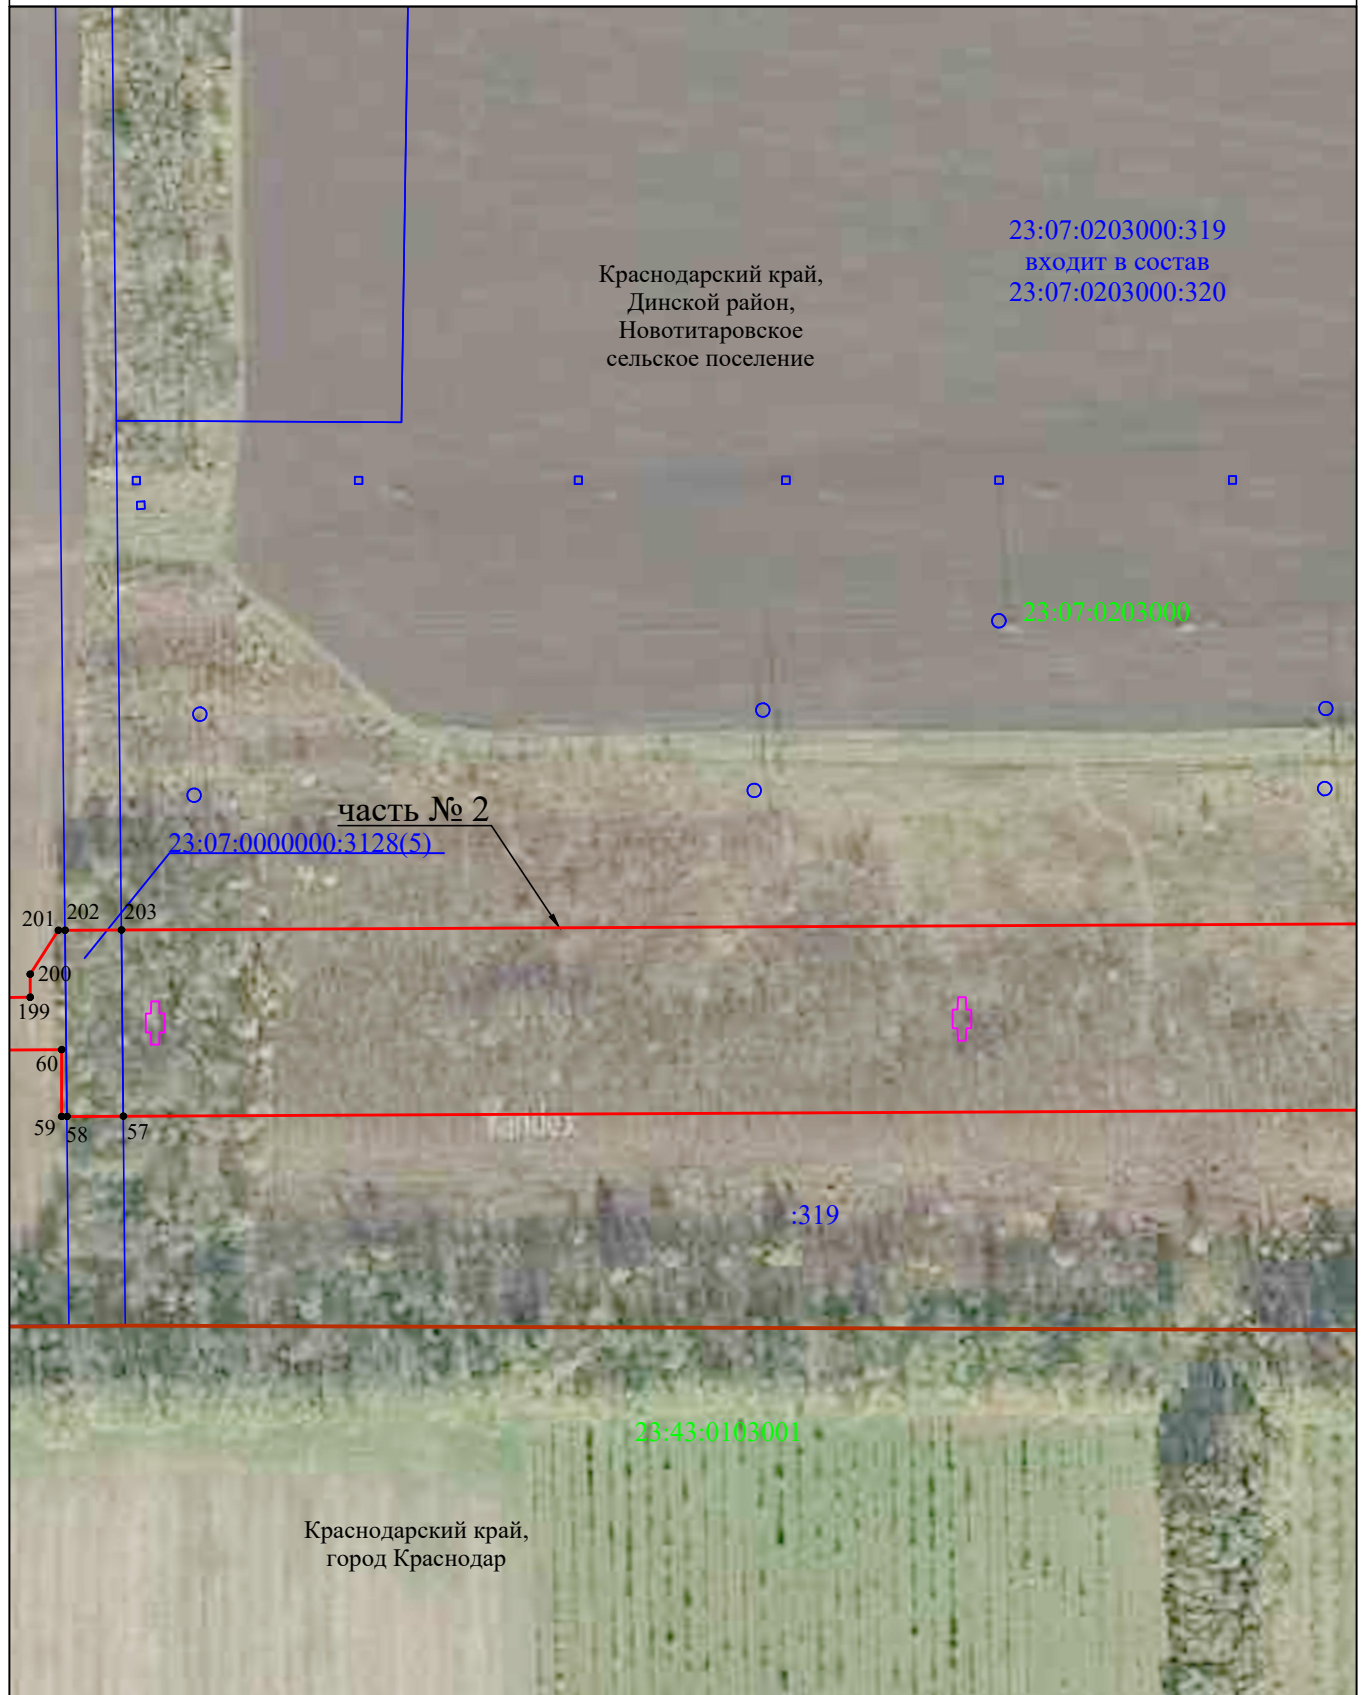 23:07:0203000:319
входит в состав
23:07:0203000:320
Краснодарский край,
Динской район,
Новотитаровское
сельское поселение
23:07:0203000
часть № 2
23:07:0000000:3128(5)
201
202
203
200
199
60
59
58
57
Yandex
:319
23:43:0103001
Краснодарский край,
город Краснодар